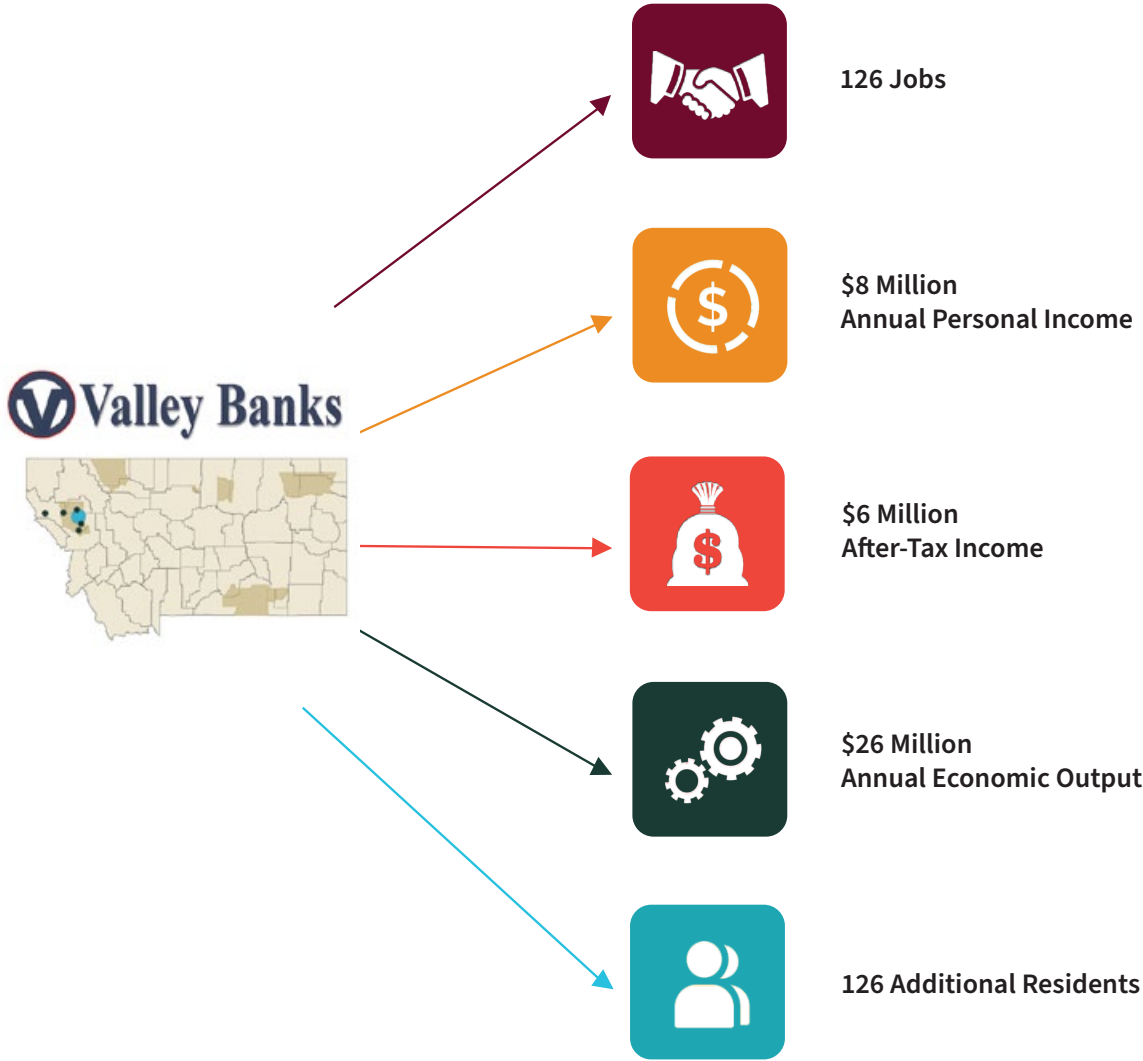 126 Jobs
$8 Million
Annual Personal Income
Valley Banks
$6 Million
After-Tax Income
$26 Million
Annual Economic Output
126 Additional Residents